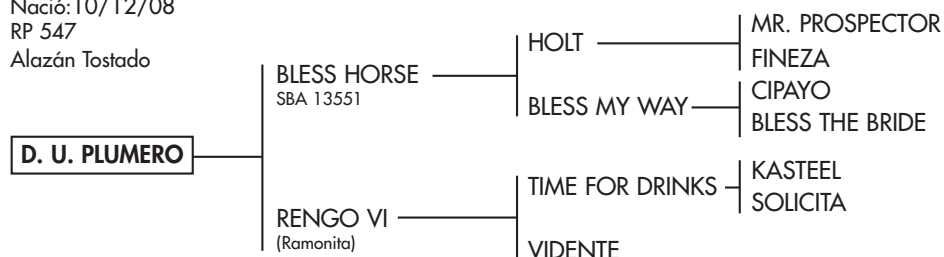 Nació:10/12/08
RP 547
Alazán Tostado
D. U. PLUMERO
BLESS HORSE
SBA 13551
RENGO VI
(Ramonita)
HOLT
BLESS MY WAY
TIME FOR DRINKS
VIDENTE
MR. PROSPECTOR
FINEZA
CIPAYO
BLESS THE BRIDE
KASTEEL
SOLICITA